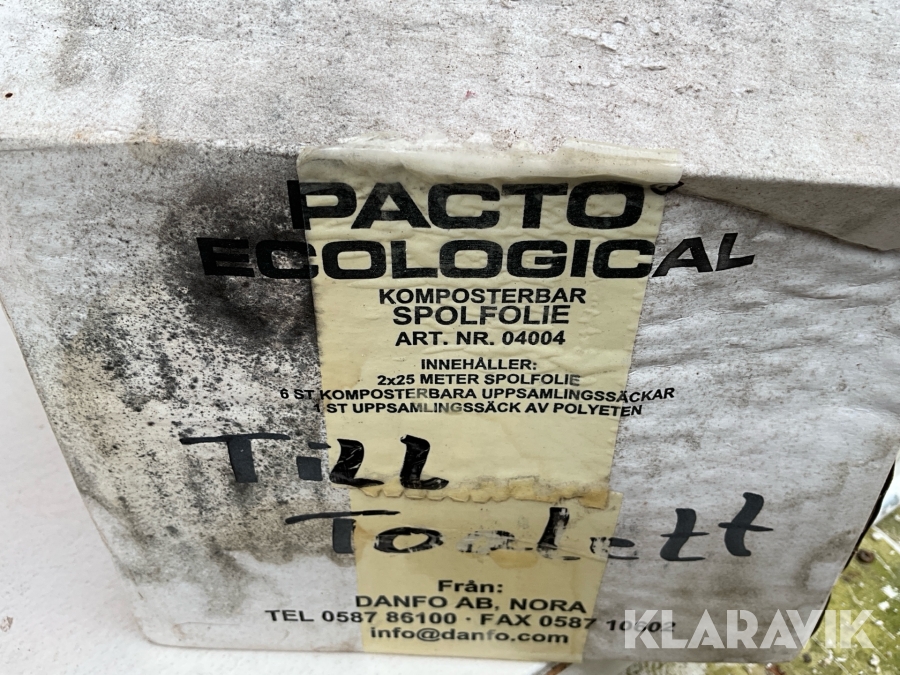 PACTO®
ECOLOGICAL
KOMPOSTERBAR
SPOLFOLIE
ART. NR. 04004
INNEHÅLLER:
2x25 METER SPOLFOLIE
6 ST KOMPOSTERBARA UPPSAMLINGSSÄCKAR
1 ST UPPSAMLINGSSÄCK AV POLYETEN
TiLL
Toalett
Från:
DANFO AB, NORA
TEL 0587 86100 · FAX 0587 10602
info@danfo.com
KLARAVIK